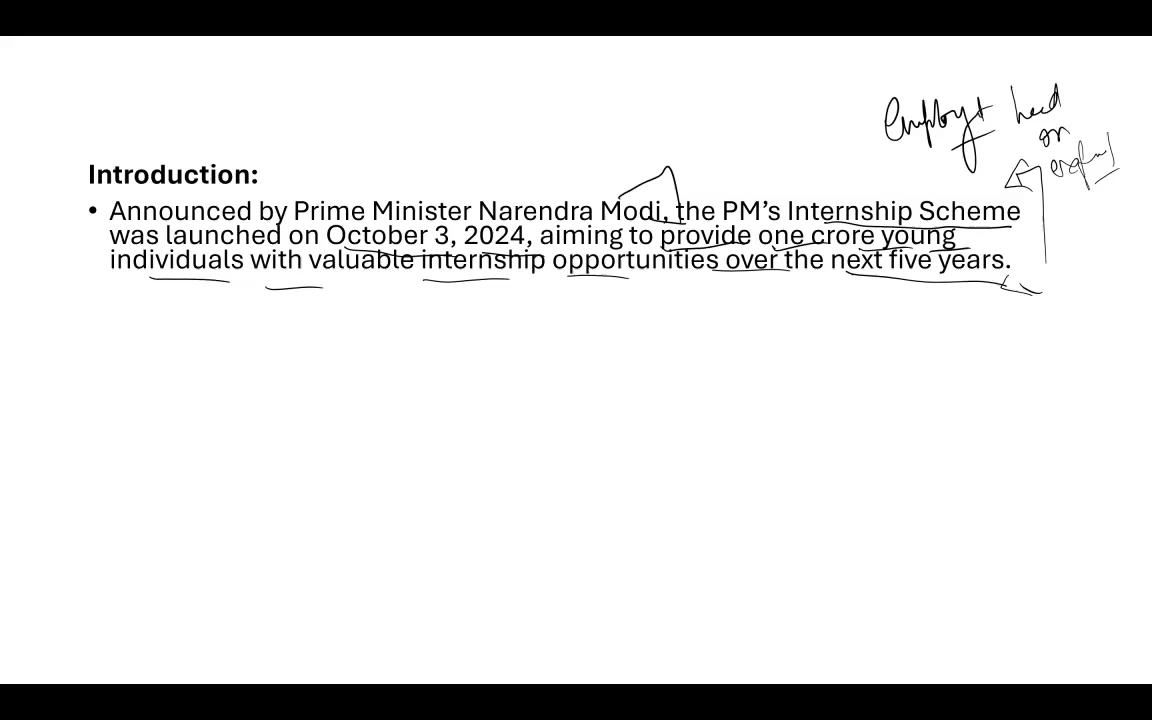 Employt
on
Introduction:
• Announced by Prime Minister Narendra Modi, the PM’s Internship Scheme
was launched on October 3, 2024, aiming to provide one crore young
individuals with valuable internship opportunities over the next five years.